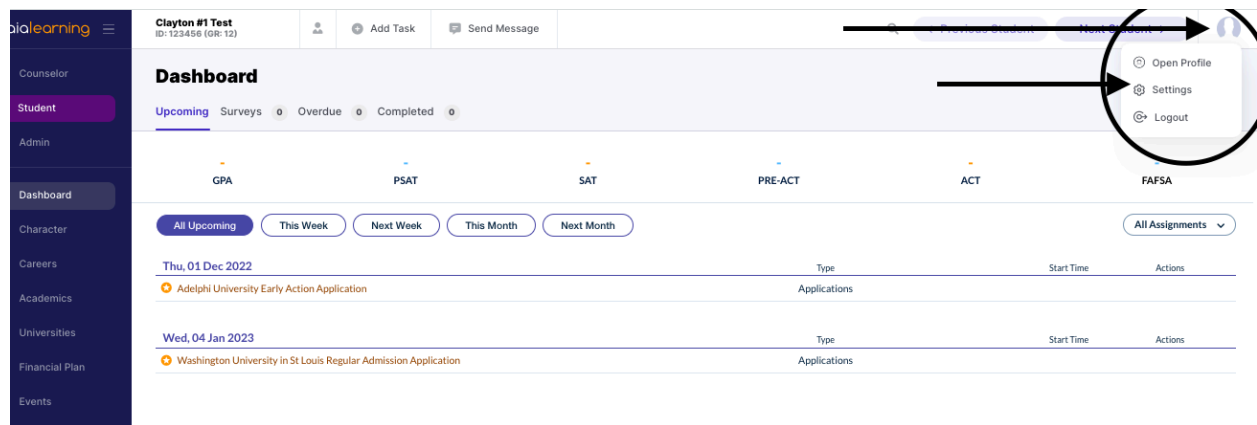 aialearning
Clayton #1 Test
ID: 123456 (GR: 12)
Add Task
Send Message
Previous Student
Next Student
Counselor
Student
Admin
Dashboard
Character
Careers
Academics
Universities
Financial Plan
Events
Open Profile
Settings
Logout
Dashboard
Upcoming Surveys 0 Overdue 0 Completed 0
- - - - - -
GPA PSAT SAT PRE-ACT ACT FAFSA
All Upcoming This Week Next Week This Month Next Month All Assignments
Thu, 01 Dec 2022 Type Start Time Actions
Adelphi University Early Action Application Applications
Wed, 04 Jan 2023 Type Start Time Actions
Washington University in St Louis Regular Admission Application Applications